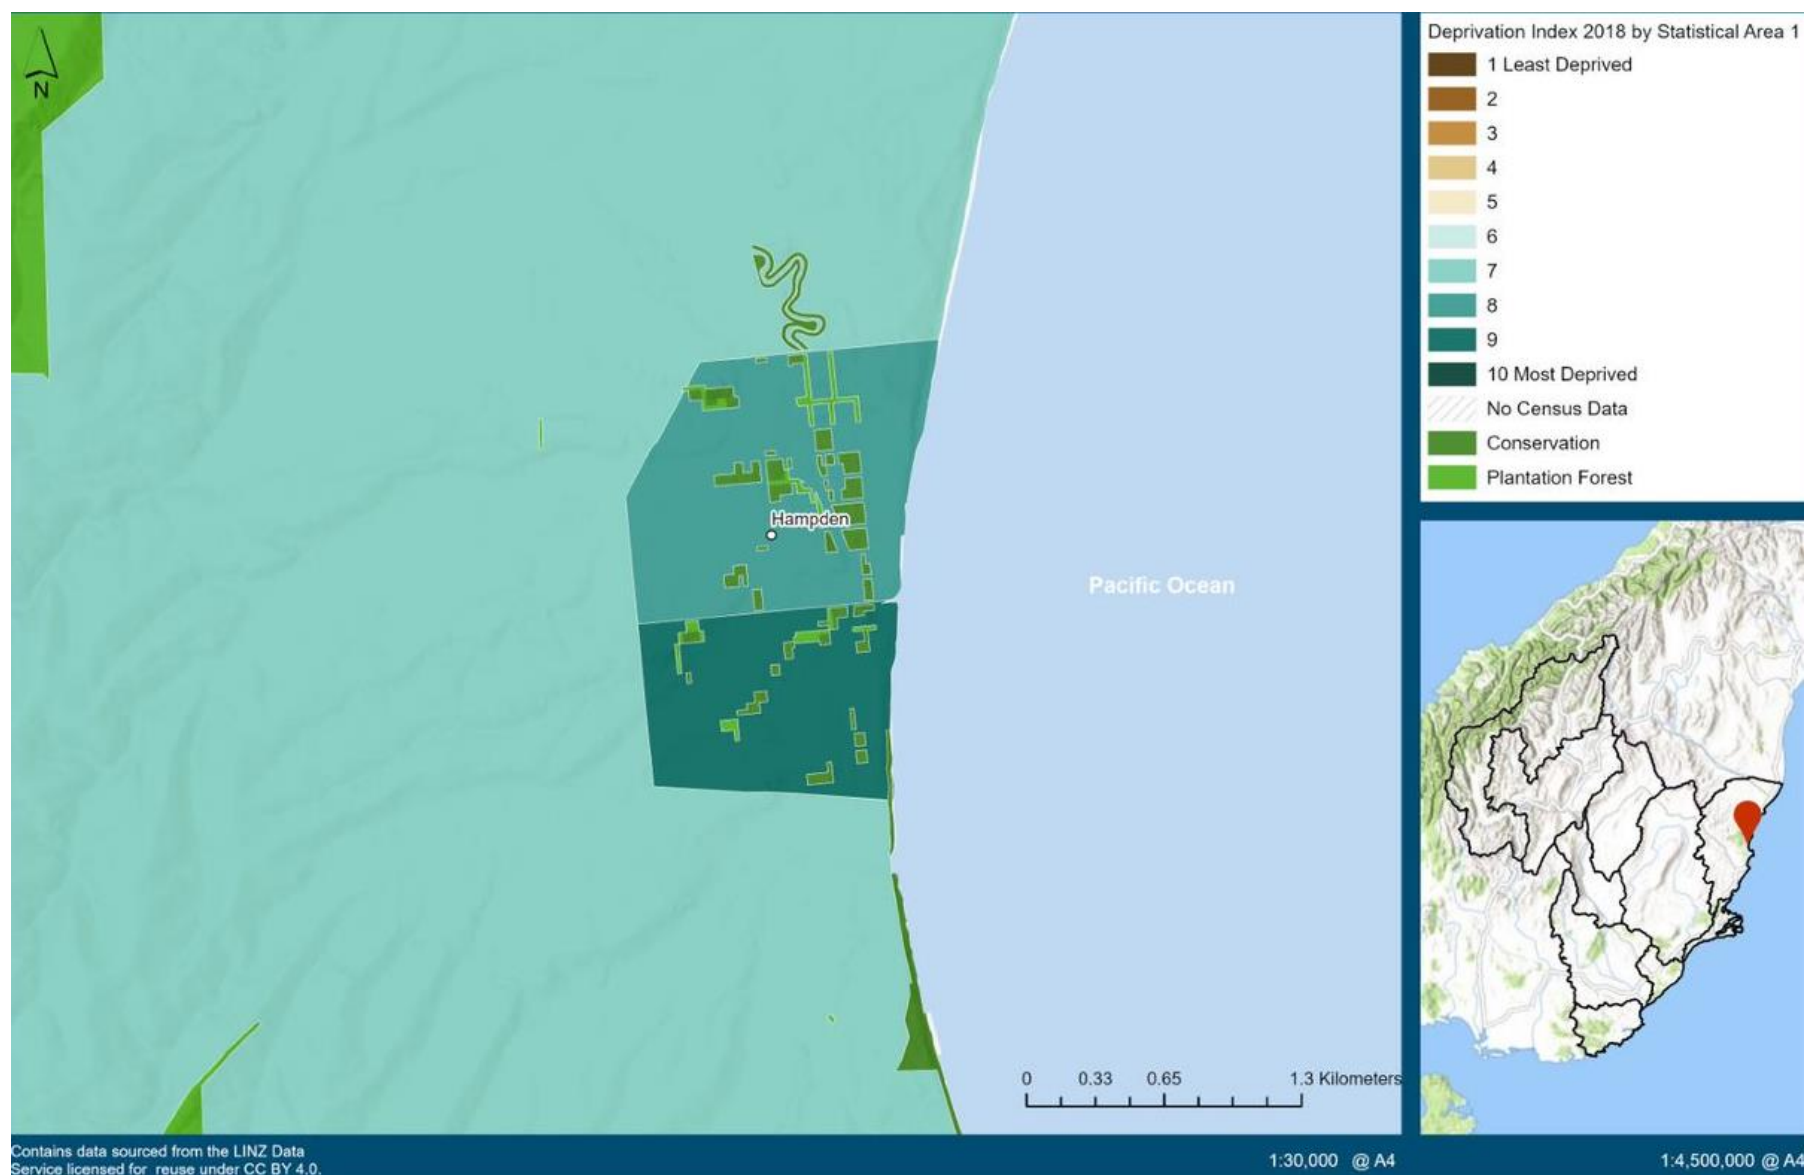 N
Hampden
Pacific Ocean
0 0.33 0.65 1.3 Kilometers
Contains data sourced from the LINZ Data
Service licensed for reuse under CC BY 4.0.
1:30,000 @ A4
Deprivation Index 2018 by Statistical Area 1
1 Least Deprived
2
3
4
5
6
7
8
9
10 Most Deprived
No Census Data
Conservation
Plantation Forest
1:4,500,000 @ A4